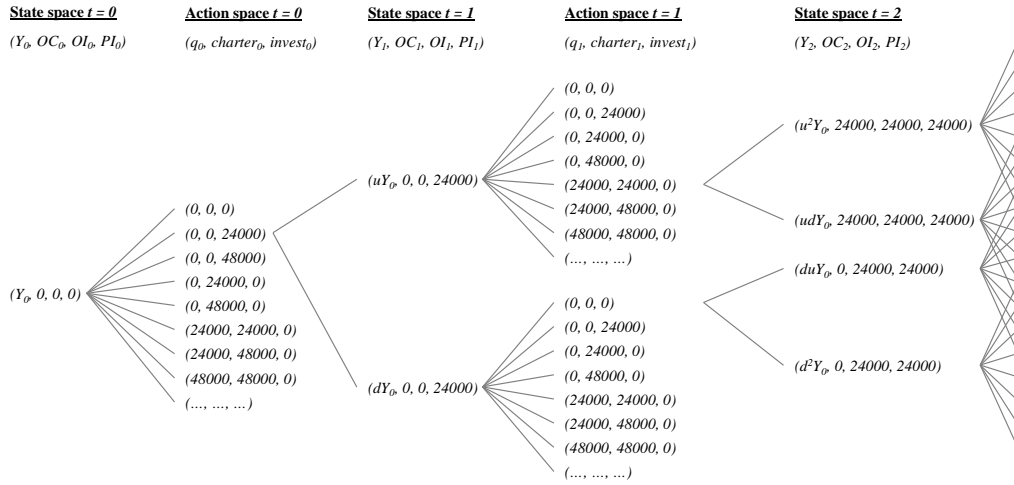 State space t = 0
(Y0, OC0, OI0, PI0)
(Y0, 0, 0, 0)
Action space t = 0
(q0, charter0, invest0)
(0, 0, 0)
(0, 0, 24000)
(0, 0, 48000)
(0, 24000, 0)
(0, 48000, 0)
(24000, 24000, 0)
(24000, 48000, 0)
(48000, 48000, 0)
(..., ..., ...)
State space t = 1
(Y1, OC1, OI1, PI1)
(uY0, 0, 0, 24000)
(dY0, 0, 0, 24000)
Action space t = 1
(q1, charter1, invest1)
(0, 0, 0)
(0, 0, 24000)
(0, 24000, 0)
(0, 48000, 0)
(24000, 24000, 0)
(24000, 48000, 0)
(48000, 48000, 0)
(..., ..., ...)
(0, 0, 0)
(0, 0, 24000)
(0, 24000, 0)
(0, 48000, 0)
(24000, 24000, 0)
(24000, 48000, 0)
(48000, 48000, 0)
(..., ..., ...)
State space t = 2
(Y2, OC2, OI2, PI2)
(u²Y0, 24000, 24000, 24000)
(udY0, 24000, 24000, 24000)
(duY0, 0, 24000, 24000)
(d²Y0, 0, 24000, 24000)